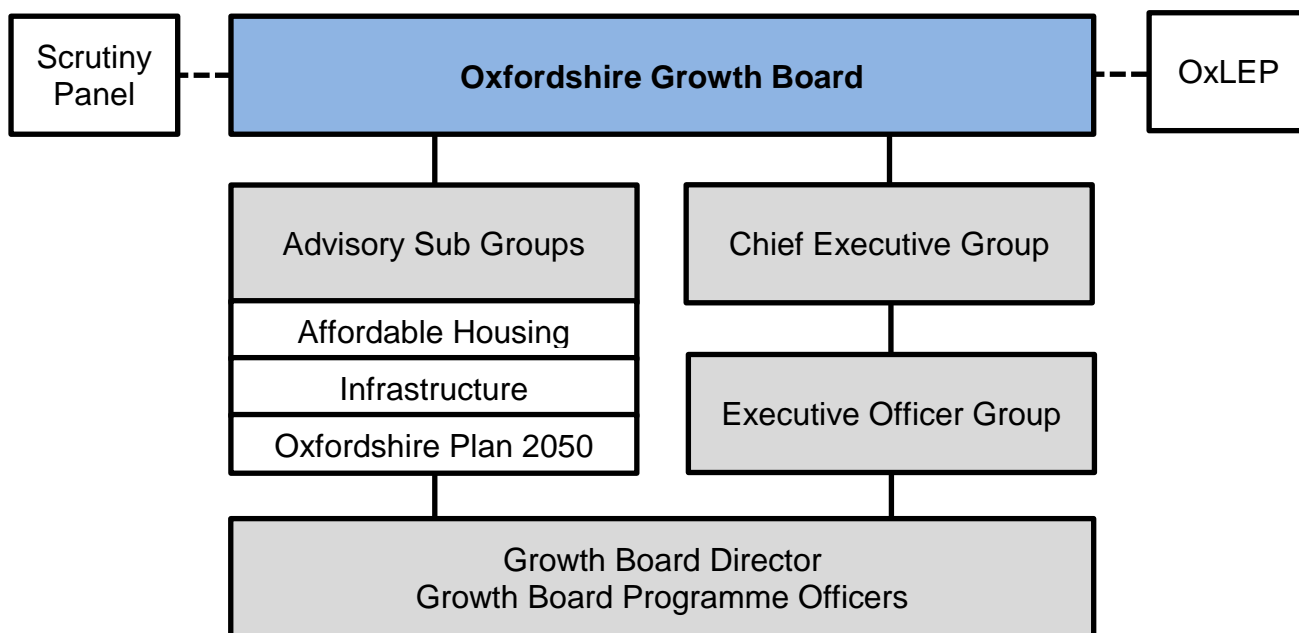 Scrutiny
Panel
Oxfordshire Growth Board
OxLEP
Advisory Sub Groups
Affordable Housing
Infrastructure
Oxfordshire Plan 2050
Chief Executive Group
Executive Officer Group
Growth Board Director
Growth Board Programme Officers